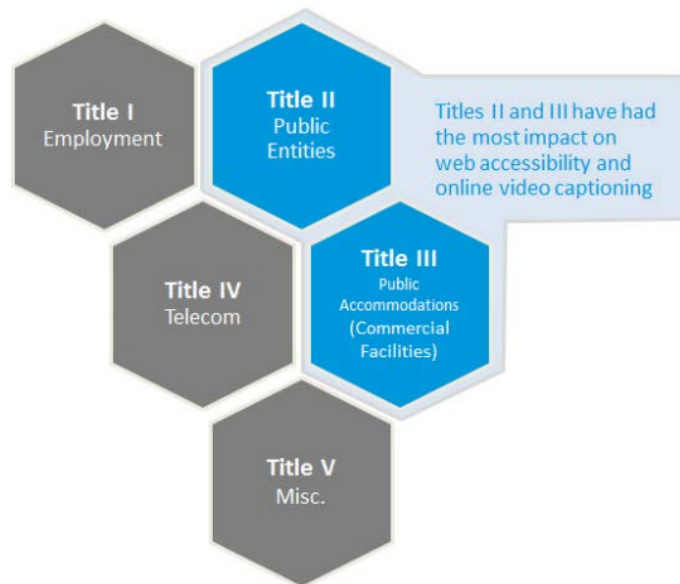 Title I
Employment
Title II
Public
Entities
Titles II and III have had
the most impact on
web accessibility and
online video captioning
Title IV
Telecom
Title III
Public
Accommodations
(Commercial
Facilities)
Title V
Misc.